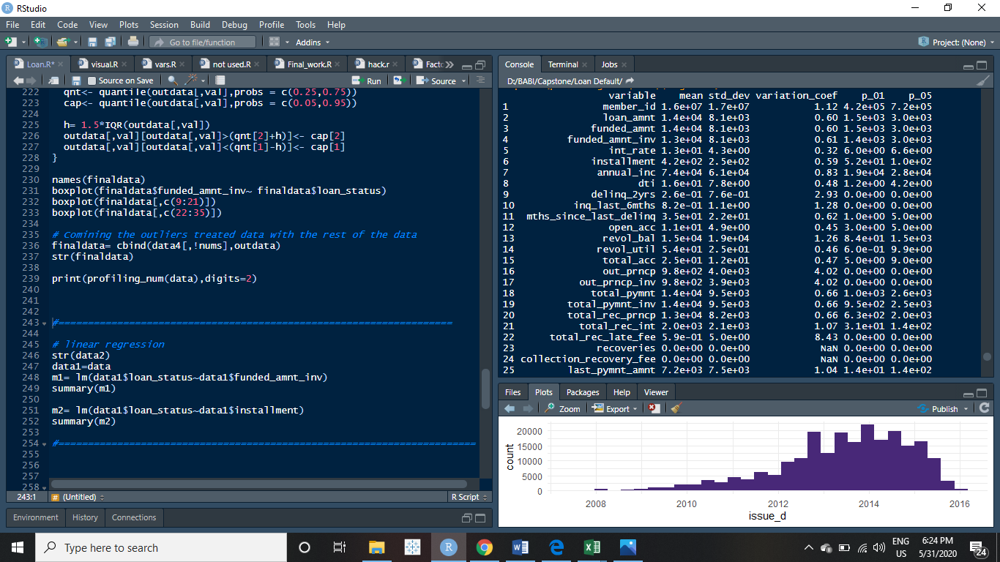 RStudio
File Edit Code View Plots Session Build Debug Profile Tools Help
Go to file/function Addins Project: (None)
Loan.R* visual.R vars.R not used.R Final_work.R hack.r Facto
Source on Save Run Source
222 qnt<- quantile(outdata[,val],probs = c(0.25,0.75))
223 cap<- quantile(outdata[,val],probs = c(0.05,0.95))
224
225 h= 1.5*IQR(outdata[,val])
226 outdata[,val][outdata[,val]>(qnt[2]+h)]<- cap[2]
227 outdata[,val][outdata[,val]<(qnt[1]-h)]<- cap[1]
228 }
229
230 names(finaldata)
231 boxplot(finaldata$funded_amnt_inv~ finaldata$loan_status)
232 boxplot(finaldata[,c(9:21)])
233 boxplot(finaldata[,c(22:35)])
234
235 # Comining the outliers treated data with the rest of the data
236 finaldata= cbind(data4[,!nums],outdata)
237 str(finaldata)
238
239 print(profiling_num(data),digits=2)
240
241
242
243 #===================================================================
244
245 # linear regression
246 str(data2)
247 data1=data
248 m1= lm(data1$loan_status~data1$funded_amnt_inv)
249 summary(m1)
250
251 m2= lm(data1$loan_status~data1$installment)
252 summary(m2)
253
254 #=======================================================================
255
256
257
258
243:1 # (Untitled) R Script
Environment History Connections
Console Terminal Jobs
D:/BABI/Capstone/Loan Default/
variable mean std_dev variation_coef p_01 p_05
1 member_id 1.6e+07 1.7e+07 1.12 4.2e+05 7.2e+05
2 loan_amnt 1.4e+04 8.1e+03 0.60 1.5e+03 3.0e+03
3 funded_amnt 1.4e+04 8.1e+03 0.60 1.5e+03 3.0e+03
4 funded_amnt_inv 1.3e+04 8.1e+03 0.61 1.4e+03 3.0e+03
5 int_rate 1.3e+01 4.3e+00 0.32 6.0e+00 6.6e+00
6 installment 4.2e+02 2.5e+02 0.59 5.2e+01 1.0e+02
7 annual_inc 7.4e+04 6.1e+04 0.83 1.9e+04 2.8e+04
8 dti 1.6e+01 7.8e+00 0.48 1.2e+00 4.2e+00
9 delinq_2yrs 2.6e-01 7.6e-01 2.93 0.0e+00 0.0e+00
10 inq_last_6mths 8.2e-01 1.1e+00 1.28 0.0e+00 0.0e+00
11 mths_since_last_delinq 3.5e+01 2.2e+01 0.62 1.0e+00 5.0e+00
12 open_acc 1.1e+01 4.9e+00 0.45 3.0e+00 5.0e+00
13 revol_bal 1.5e+04 1.9e+04 1.26 8.4e+01 1.5e+03
14 revol_util 5.4e+01 2.5e+01 0.46 6.0e-01 9.9e+00
15 total_acc 2.5e+01 1.2e+01 0.47 5.0e+00 9.0e+00
16 out_prncp 9.8e+02 4.0e+03 4.02 0.0e+00 0.0e+00
17 out_prncp_inv 9.8e+02 3.9e+03 4.02 0.0e+00 0.0e+00
18 total_pymnt 1.4e+04 9.5e+03 0.66 1.0e+03 2.6e+03
19 total_pymnt_inv 1.4e+04 9.5e+03 0.66 9.5e+02 2.5e+03
20 total_rec_prncp 1.3e+04 8.2e+03 0.66 6.3e+02 2.0e+03
21 total_rec_int 2.0e+03 2.1e+03 1.07 3.1e+01 1.4e+02
22 total_rec_late_fee 5.9e-01 5.0e+00 8.43 0.0e+00 0.0e+00
23 recoveries 0.0e+00 0.0e+00 NaN 0.0e+00 0.0e+00
24 collection_recovery_fee 0.0e+00 0.0e+00 NaN 0.0e+00 0.0e+00
25 last_pymnt_amnt 7.2e+03 7.5e+03 1.04 1.4e+01 1.4e+02
Files Plots Packages Help Viewer
Zoom Export Publish
20000
15000
10000
5000
0
count
2008 2010 2012 2014 2016
issue_d
Type here to search
ENG
US
6:24 PM
5/31/2020
24